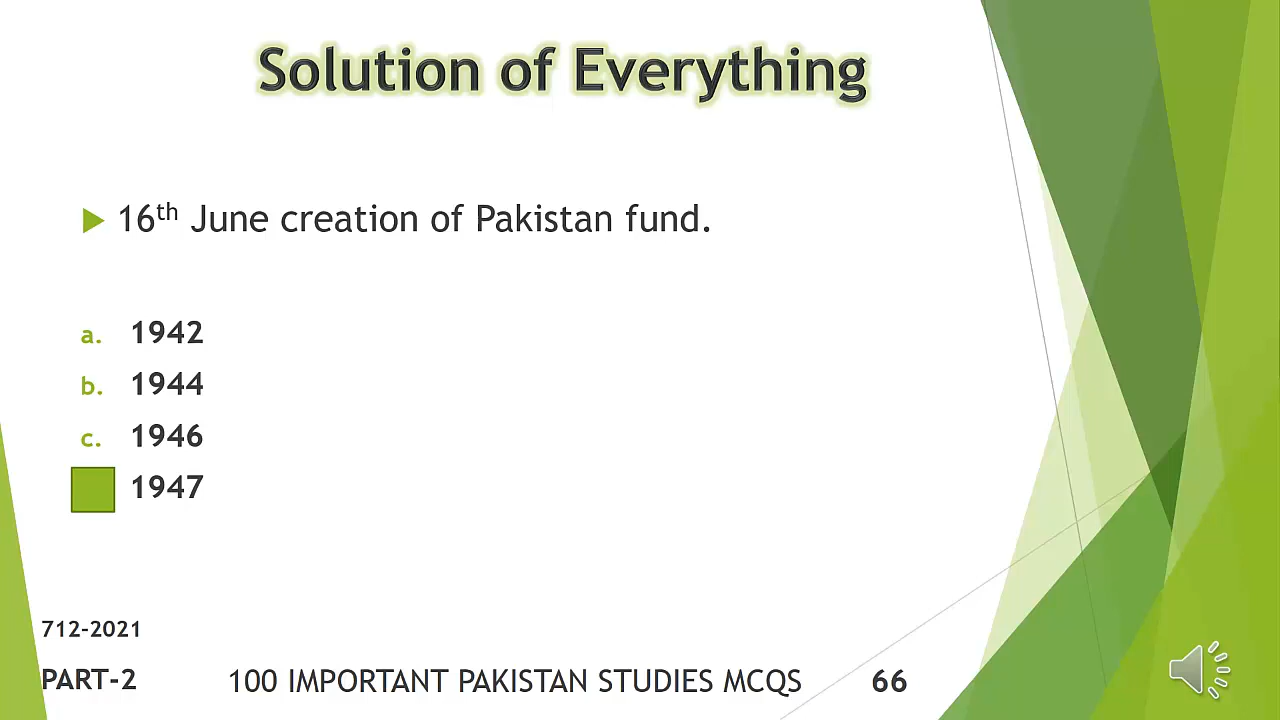 Solution of Everything
16th June creation of Pakistan fund.
a. 1942
b. 1944
c. 1946
1947
712-2021
PART-2 100 IMPORTANT PAKISTAN STUDIES MCQS 66